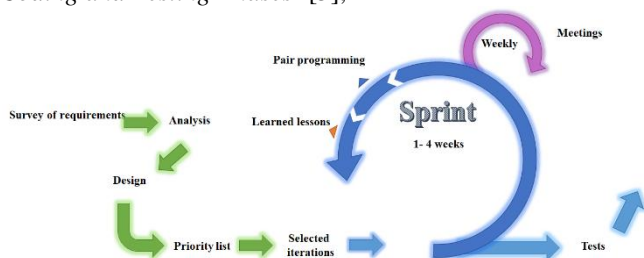 Weekly
Meetings
Pair programming
Survey of requirements
Analysis
Learned lessons
Sprint
1- 4 weeks
Design
Priority list
Selected
iterations
Tests